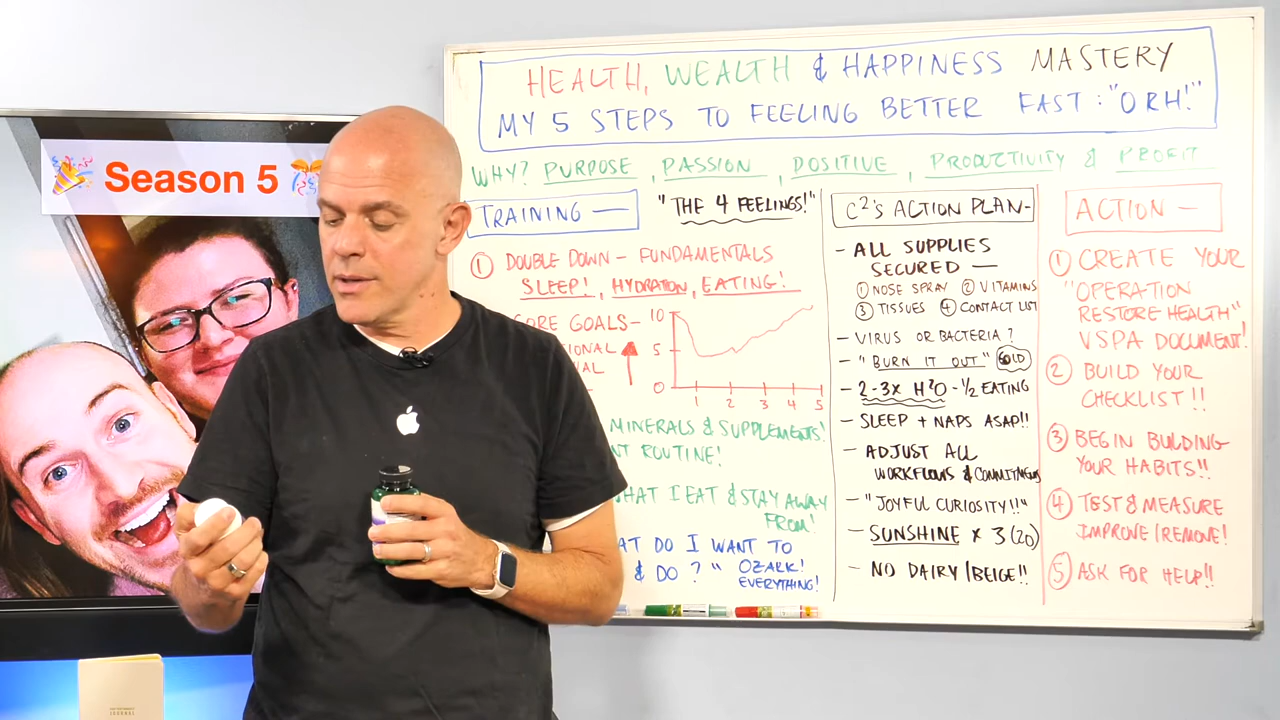 Season 5
HEALTH, WEALTH & HAPPINESS MASTERY
MY 5 STEPS TO FEELING BETTER FAST: "ORH!"
WHY? PURPOSE, PASSION, POSITIVE, PRODUCTIVITY & PROFIT
TRAINING —
"THE 4 FEELINGS!"
① DOUBLE DOWN - FUNDAMENTALS
SLEEP!, HYDRATION, EATING!
CORE GOALS-
IONAL
AL
10
5
0
1 2 3 4 5
MINERALS & SUPPLEMENTS!
NT ROUTINE!
WHAT I EAT & STAY AWAY
FROM!
AT DO I WANT TO
& DO?" OZARK!
EVERYTHING!
C²'s ACTION PLAN-
- ALL SUPPLIES
SECURED —
① NOSE SPRAY ② VITAMINS
③ TISSUES ④ CONTACT LIST
- VIRUS OR BACTERIA?
- "BURN IT OUT" GOLD
- 2-3x H²O - ½ EATING
- SLEEP + NAPS ASAP!!
- ADJUST ALL
WORKFLOWS & COMMITMENTS
- "JOYFUL CURIOSITY!!"
- SUNSHINE x 3 (20)
- NO DAIRY/BEIGE!!
ACTION —
① CREATE YOUR
"OPERATION
RESTORE HEALTH"
VSPA DOCUMENT!
② BUILD YOUR
CHECKLIST!!
③ BEGIN BUILDING
YOUR HABITS!!
④ TEST & MEASURE
IMPROVE/REMOVE!
⑤ ASK FOR HELP!!
JOURNAL